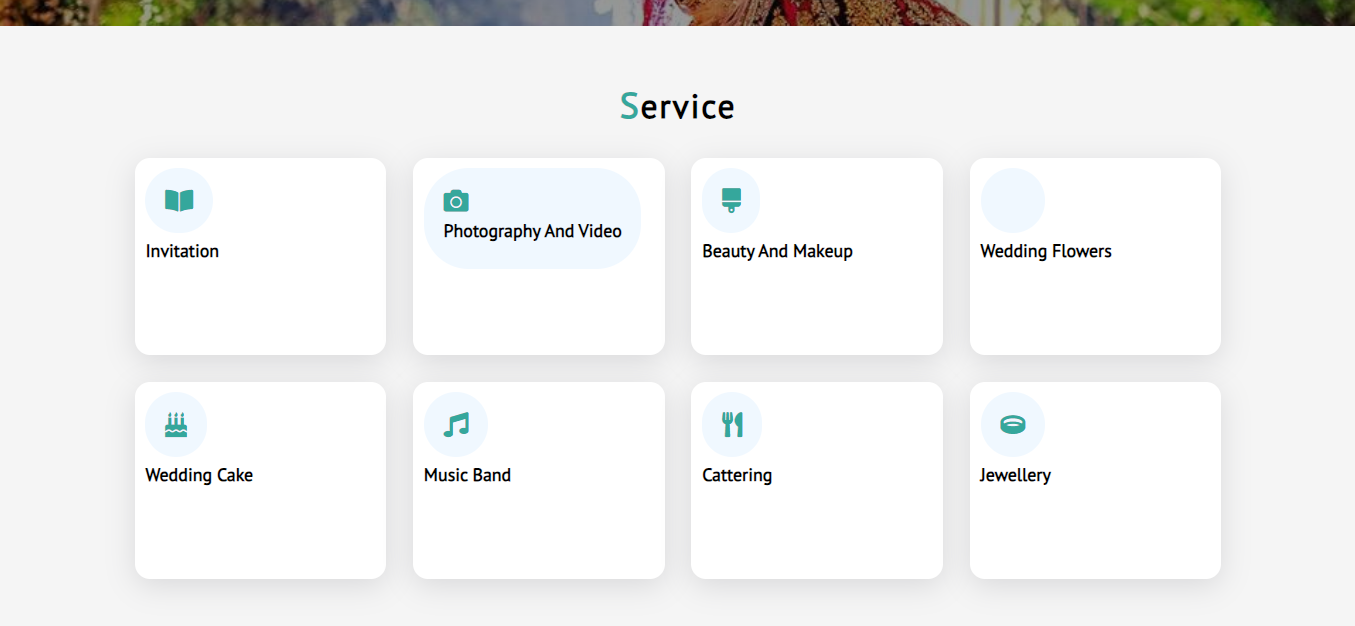 Service
Invitation
Photography And Video
Beauty And Makeup
Wedding Flowers
Wedding Cake
Music Band
Cattering
Jewellery